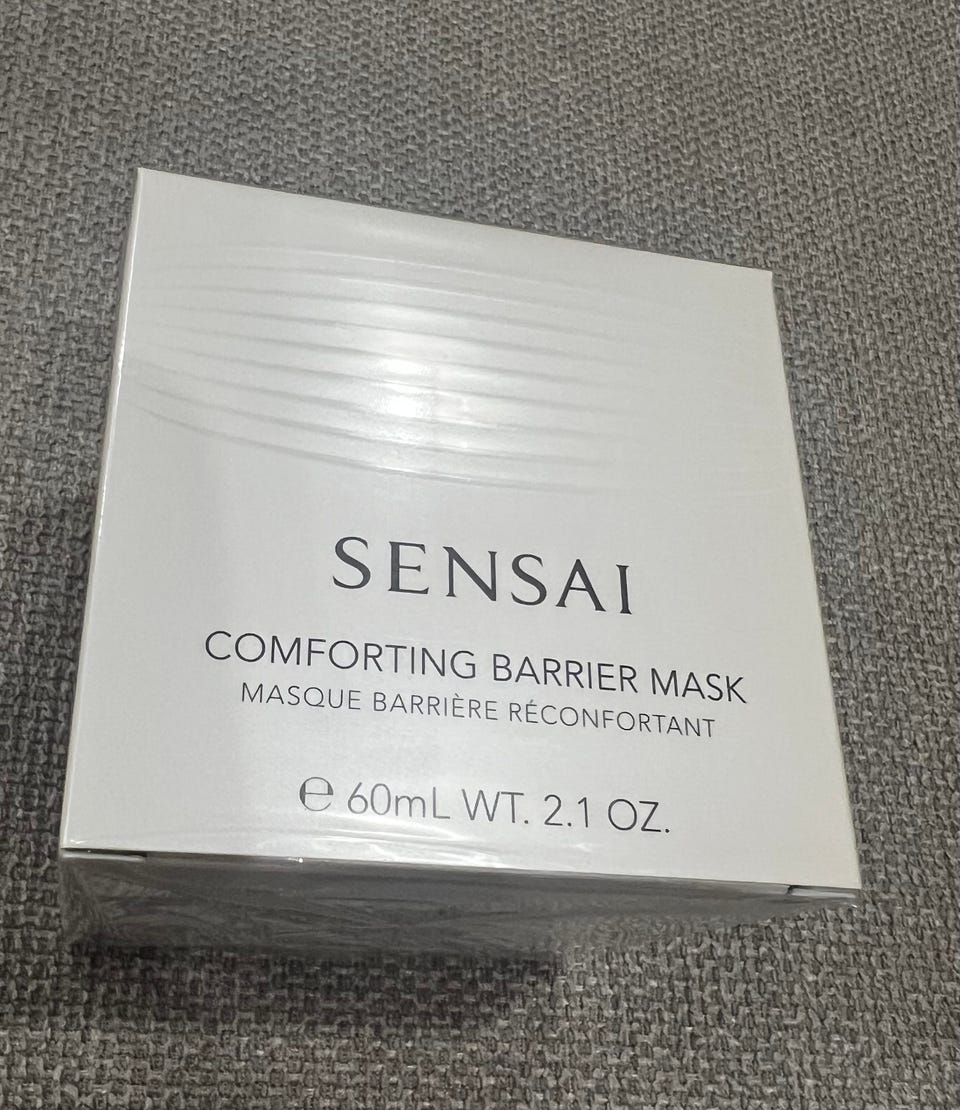 SENSAI
COMFORTING BARRIER MASK
MASQUE BARRIÈRE RÉCONFORTANT
℮ 60mL WT. 2.1 OZ.